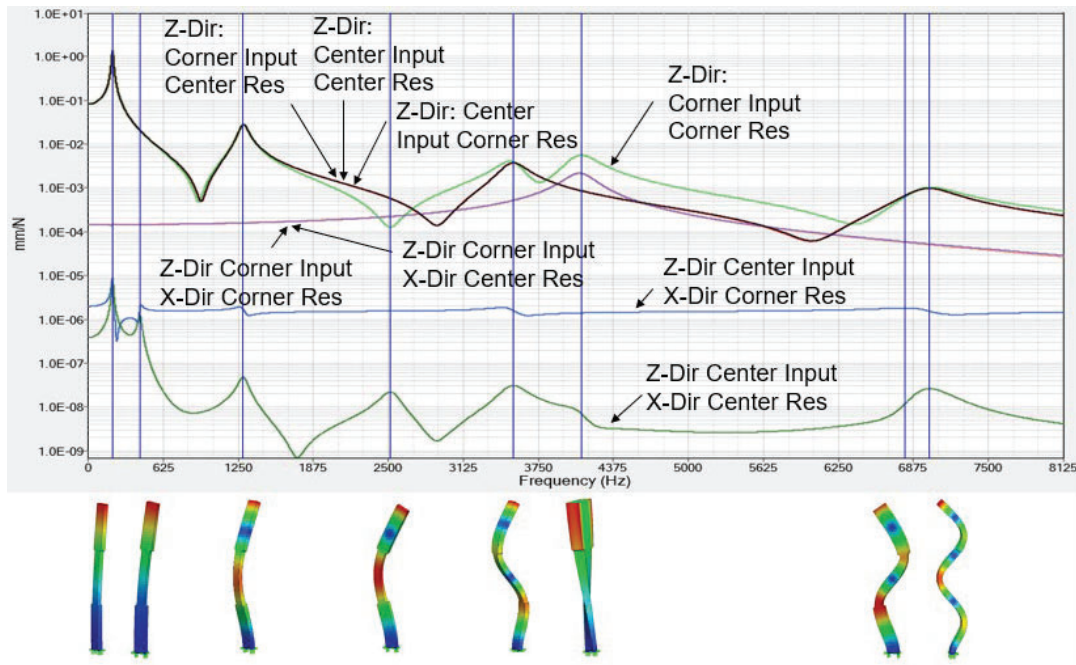 1.0E+01
1.0E+00
1.0E-01
1.0E-02
1.0E-03
1.0E-04
1.0E-05
1.0E-06
1.0E-07
1.0E-08
1.0E-09
mm/N
Z-Dir:
Corner Input
Center Res
Z-Dir:
Center Input
Center Res
Z-Dir: Center
Input Corner Res
Z-Dir:
Corner Input
Corner Res
Z-Dir Corner Input
X-Dir Corner Res
Z-Dir Corner Input
X-Dir Center Res
Z-Dir Center Input
X-Dir Corner Res
Z-Dir Center Input
X-Dir Center Res
0 625 1250 1875 2500 3125 3750 4375 5000 5625 6250 6875 7500 8125
Frequency (Hz)